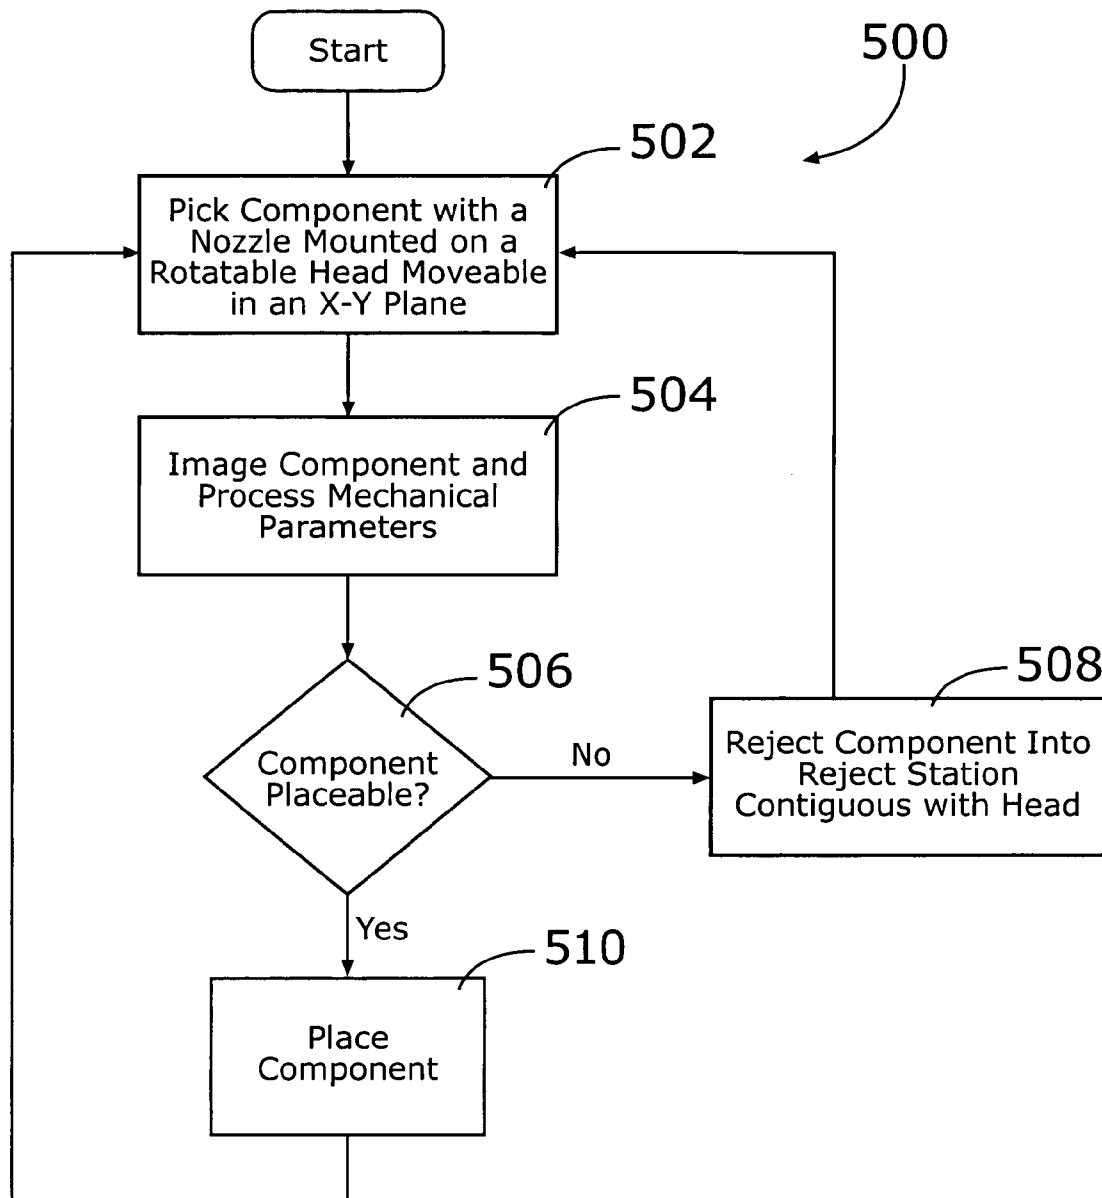 Start
500
502
Pick Component with a
Nozzle Mounted on a
Rotatable Head Moveable
in an X-Y Plane
504
Image Component and
Process Mechanical
Parameters
506
Component
Placeable?
No
508
Reject Component Into
Reject Station
Contiguous with Head
Yes
510
Place
Component